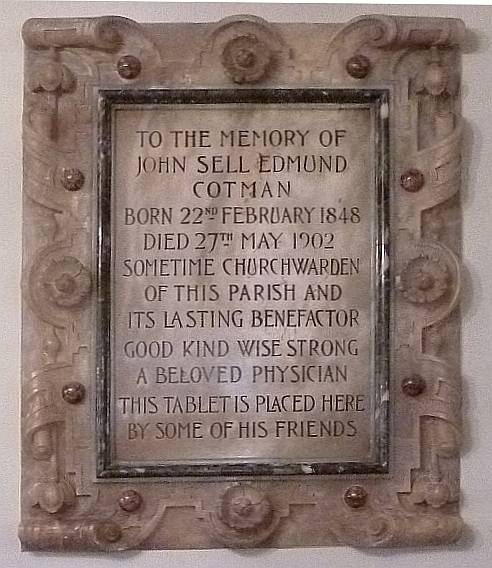 TO THE MEMORY OF
JOHN SELL EDMUND
COTMAN
BORN 22ND FEBRUARY 1848
DIED 27TH MAY 1902
SOMETIME CHURCHWARDEN
OF THIS PARISH AND
ITS LASTING BENEFACTOR
GOOD KIND WISE STRONG
A BELOVED PHYSICIAN
THIS TABLET IS PLACED HERE
BY SOME OF HIS FRIENDS